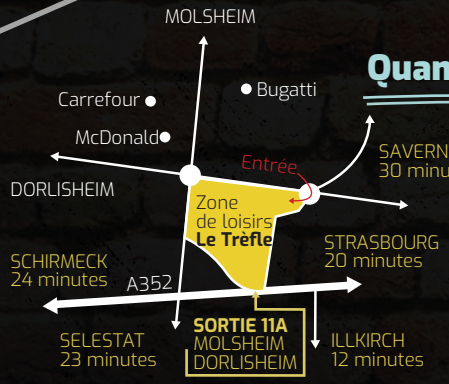 MOLSHEIM
Bugatti
Carrefour
McDonald
DORLISHEIM
Entrée
Zone
de loisirs
Le Trèfle
STRASBOURG
20 minutes
SCHIRMECK
24 minutes
A352
SELESTAT
23 minutes
SORTIE 11A
MOLSHEIM
DORLISHEIM
ILLKIRCH
12 minutes
Quan
SAVERN
30 minu